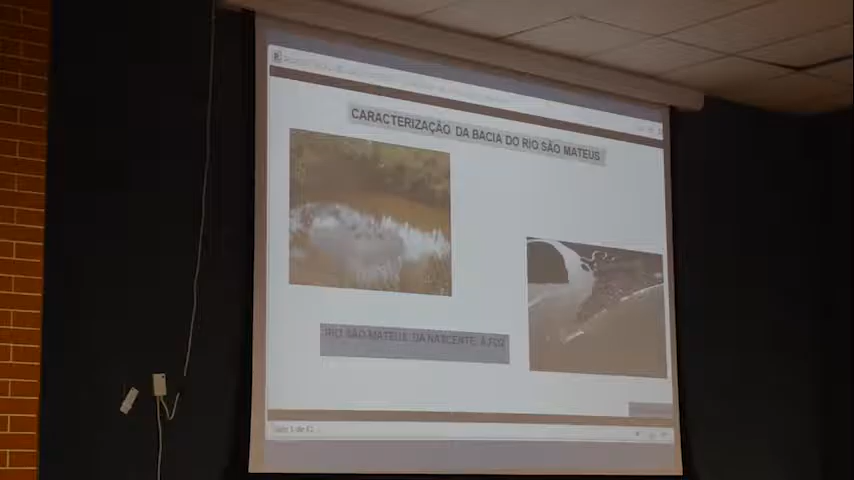 CARACTERIZAÇÃO DA BACIA DO RIO SÃO MATEUS
RIO SÃO MATEUS: DA NASCENTE À FOZ